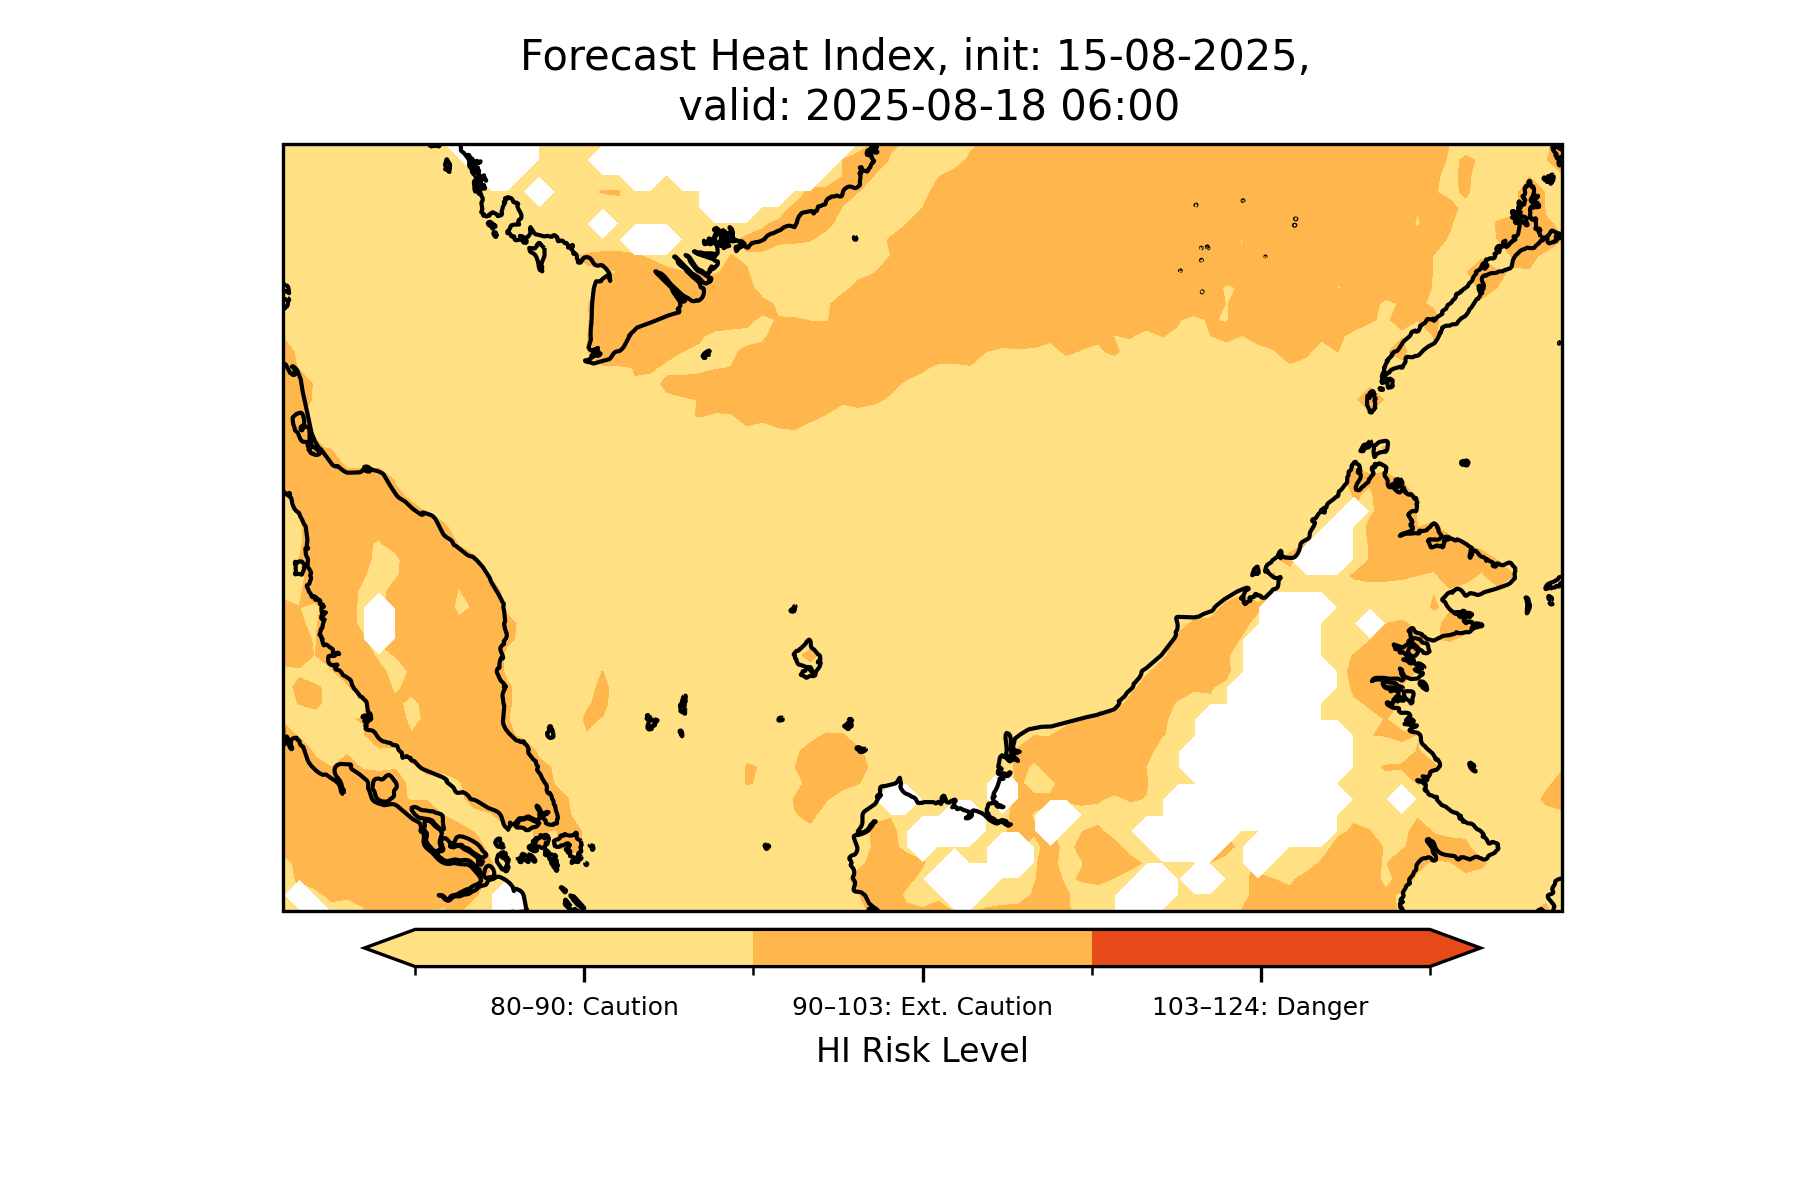 Forecast Heat Index, init: 15-08-2025,
valid: 2025-08-18 06:00
80–90: Caution
90–103: Ext. Caution
103–124: Danger
HI Risk Level